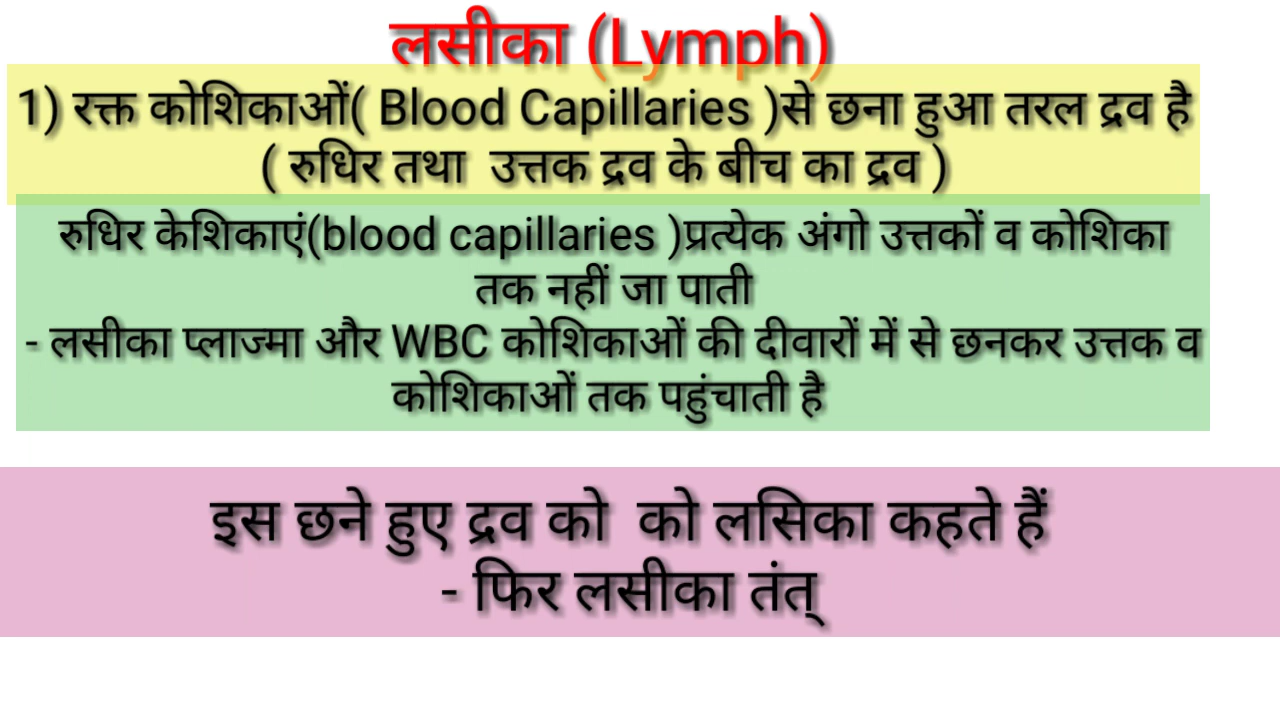 लसीका (Lymph)
1) रक्त कोशिकाओं( Blood Capillaries )से छना हुआ तरल द्रव है
( रुधिर तथा  उत्तक द्रव के बीच का द्रव )
रुधिर केशिकाएं(blood capillaries )प्रत्येक अंगो उत्तकों व कोशिका
तक नहीं जा पाती
- लसीका प्लाज्मा और WBC कोशिकाओं की दीवारों में से छनकर उत्तक व
कोशिकाओं तक पहुंचाती है
इस छने हुए द्रव को  को लसिका कहते हैं
- फिर लसीका तंत्